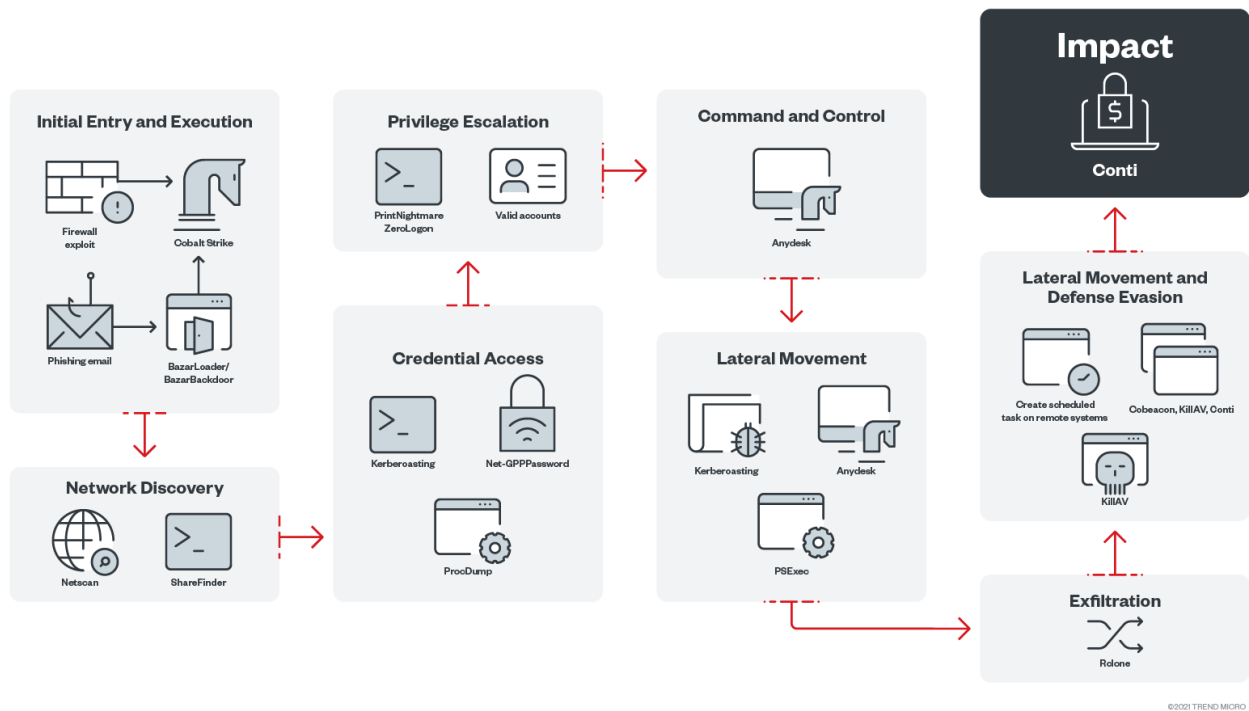 Impact
Conti
Initial Entry and Execution
Firewall
exploit
Cobalt Strike
Phishing email
BazarLoader/
BazarBackdoor
Network Discovery
Netscan
ShareFinder
Privilege Escalation
PrintNightmare
ZeroLogon
Valid accounts
Credential Access
Kerberoasting
Net-GPPPassword
ProcDump
Command and Control
Anydesk
Lateral Movement
Kerberoasting
Anydesk
PSExec
Lateral Movement and
Defense Evasion
Create scheduled
task on remote systems
Cobeacon, KillAV, Conti
KillAV
Exfiltration
Rclone
©2021 TREND MICRO